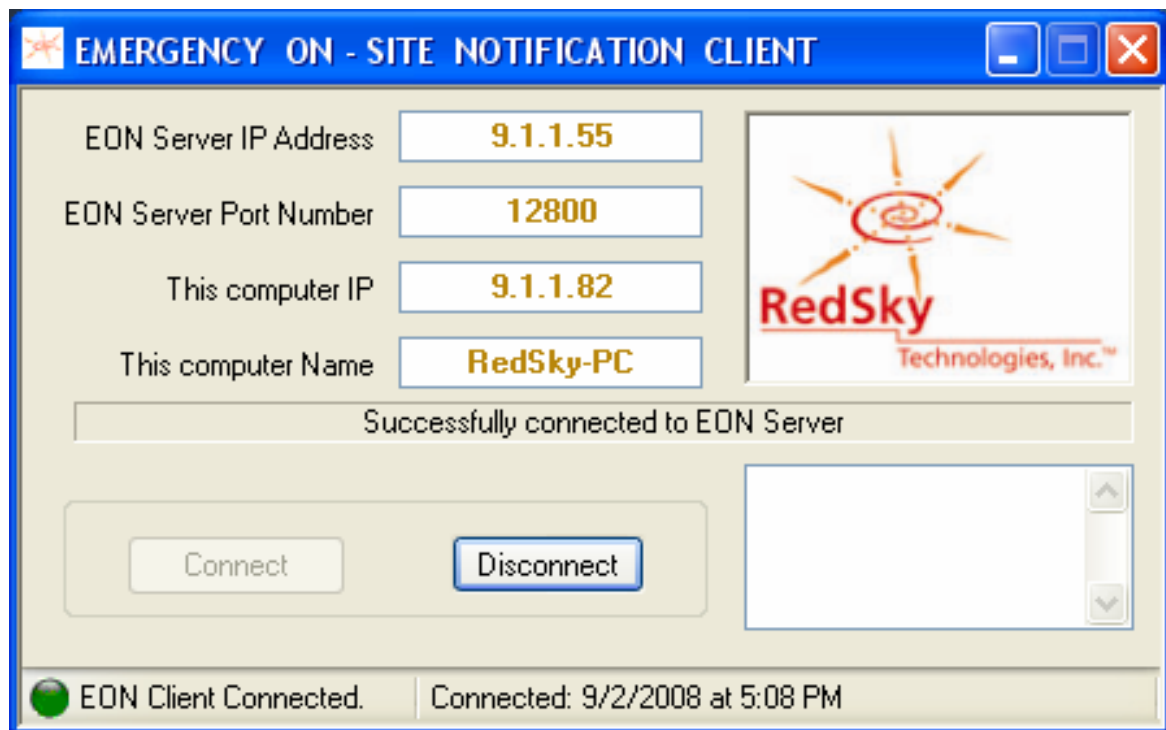 EMERGENCY ON - SITE NOTIFICATION CLIENT
EON Server IP Address 9.1.1.55
EON Server Port Number 12800
This computer IP 9.1.1.82
This computer Name RedSky-PC
RedSky
Technologies, Inc.™
Successfully connected to EON Server
Connect Disconnect
EON Client Connected. Connected: 9/2/2008 at 5:08 PM